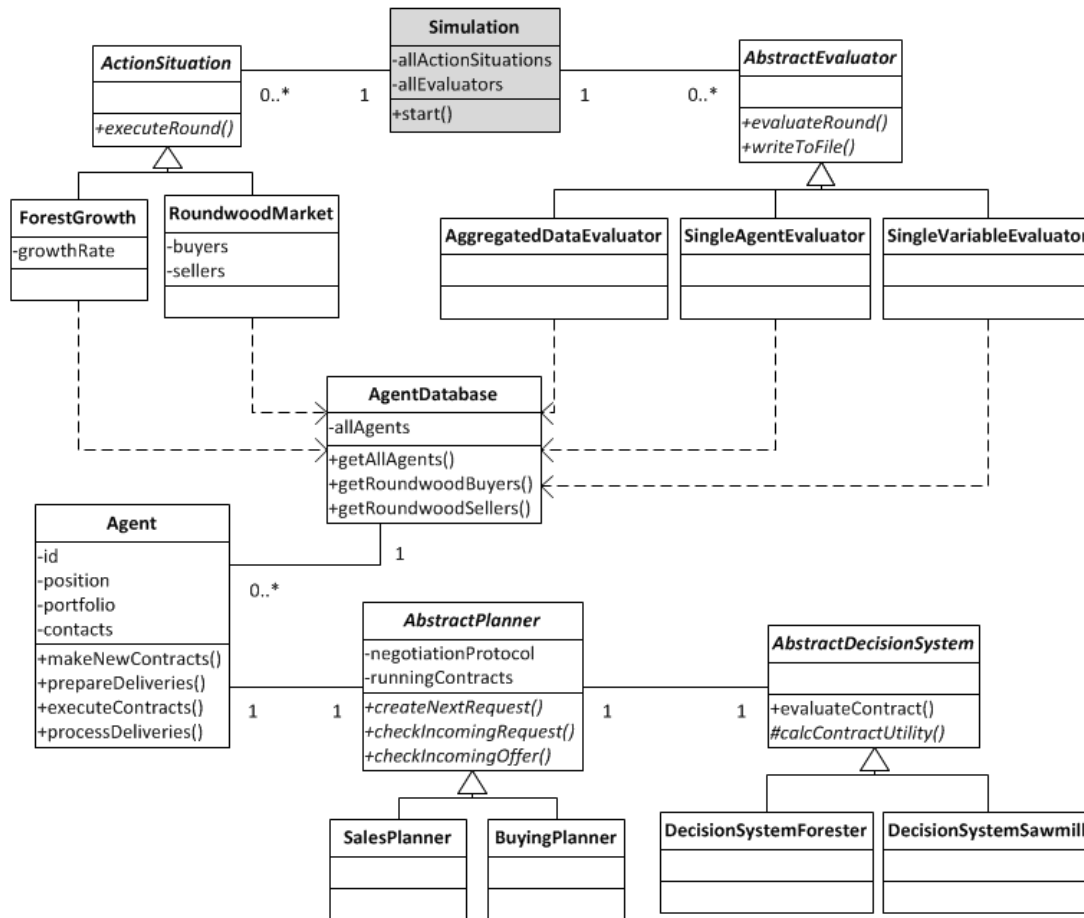 Simulation
-allActionSituations
-allEvaluators
+start()
ActionSituation
+executeRound()
0..*
1
1
0..*
AbstractEvaluator
+evaluateRound()
+writeToFile()
ForestGrowth
-growthRate
RoundwoodMarket
-buyers
-sellers
AggregatedDataEvaluator
SingleAgentEvaluator
SingleVariableEvaluator
AgentDatabase
-allAgents
+getAllAgents()
+getRoundwoodBuyers()
+getRoundwoodSellers()
1
0..*
Agent
-id
-position
-portfolio
-contacts
+makeNewContracts()
+prepareDeliveries()
+executeContracts()
+processDeliveries()
1
1
AbstractPlanner
-negotiationProtocol
-runningContracts
+createNextRequest()
+checkIncomingRequest()
+checkIncomingOffer()
1
1
AbstractDecisionSystem
+evaluateContract()
#calcContractUtility()
SalesPlanner
BuyingPlanner
DecisionSystemForester
DecisionSystemSawmill